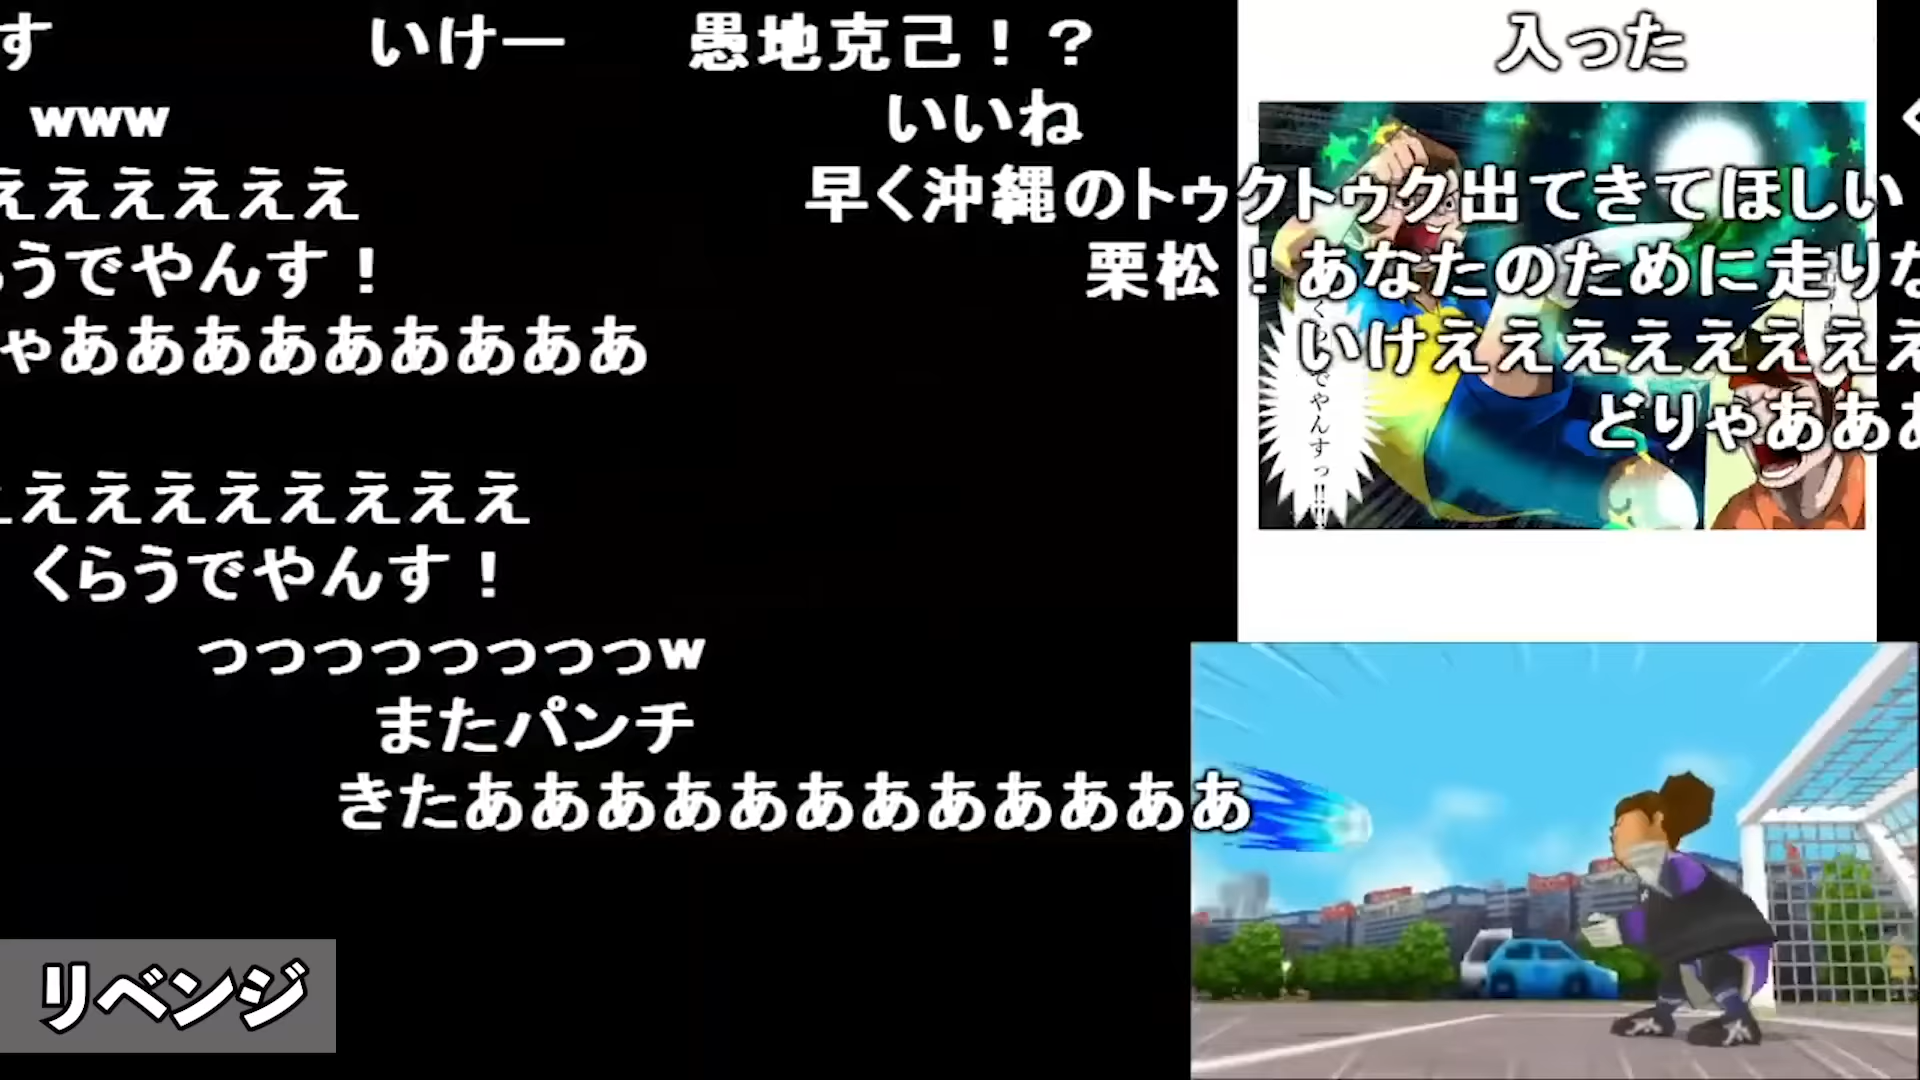 す いけー 愚地克己！？ 入った
www いいね く
えええええええ 早く沖縄のトゥクトゥク出てきてほしい
うでやんす！ 栗松！あなたのために走りな
ゃあああああああああ いけええええええええ
どりゃあああ
でやんすっ!!!!
えええええええええ
くらうでやんす！
っっっっっっっっw
またパンチ
きたああああああああああああ
リベンジ